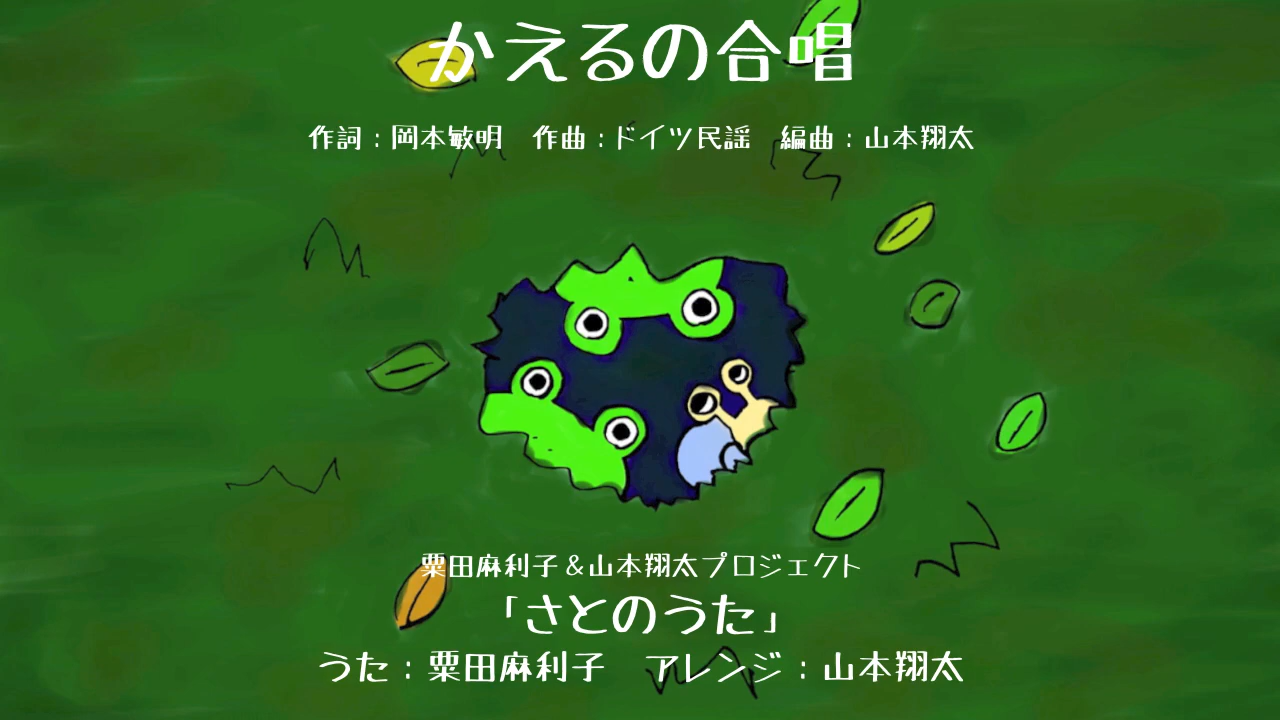 かえるの合唱
作詞：岡本敏明　作曲：ドイツ民謡　編曲：山本翔太
粟田麻利子＆山本翔太プロジェクト
「さとのうた」
うた：粟田麻利子　アレンジ：山本翔太